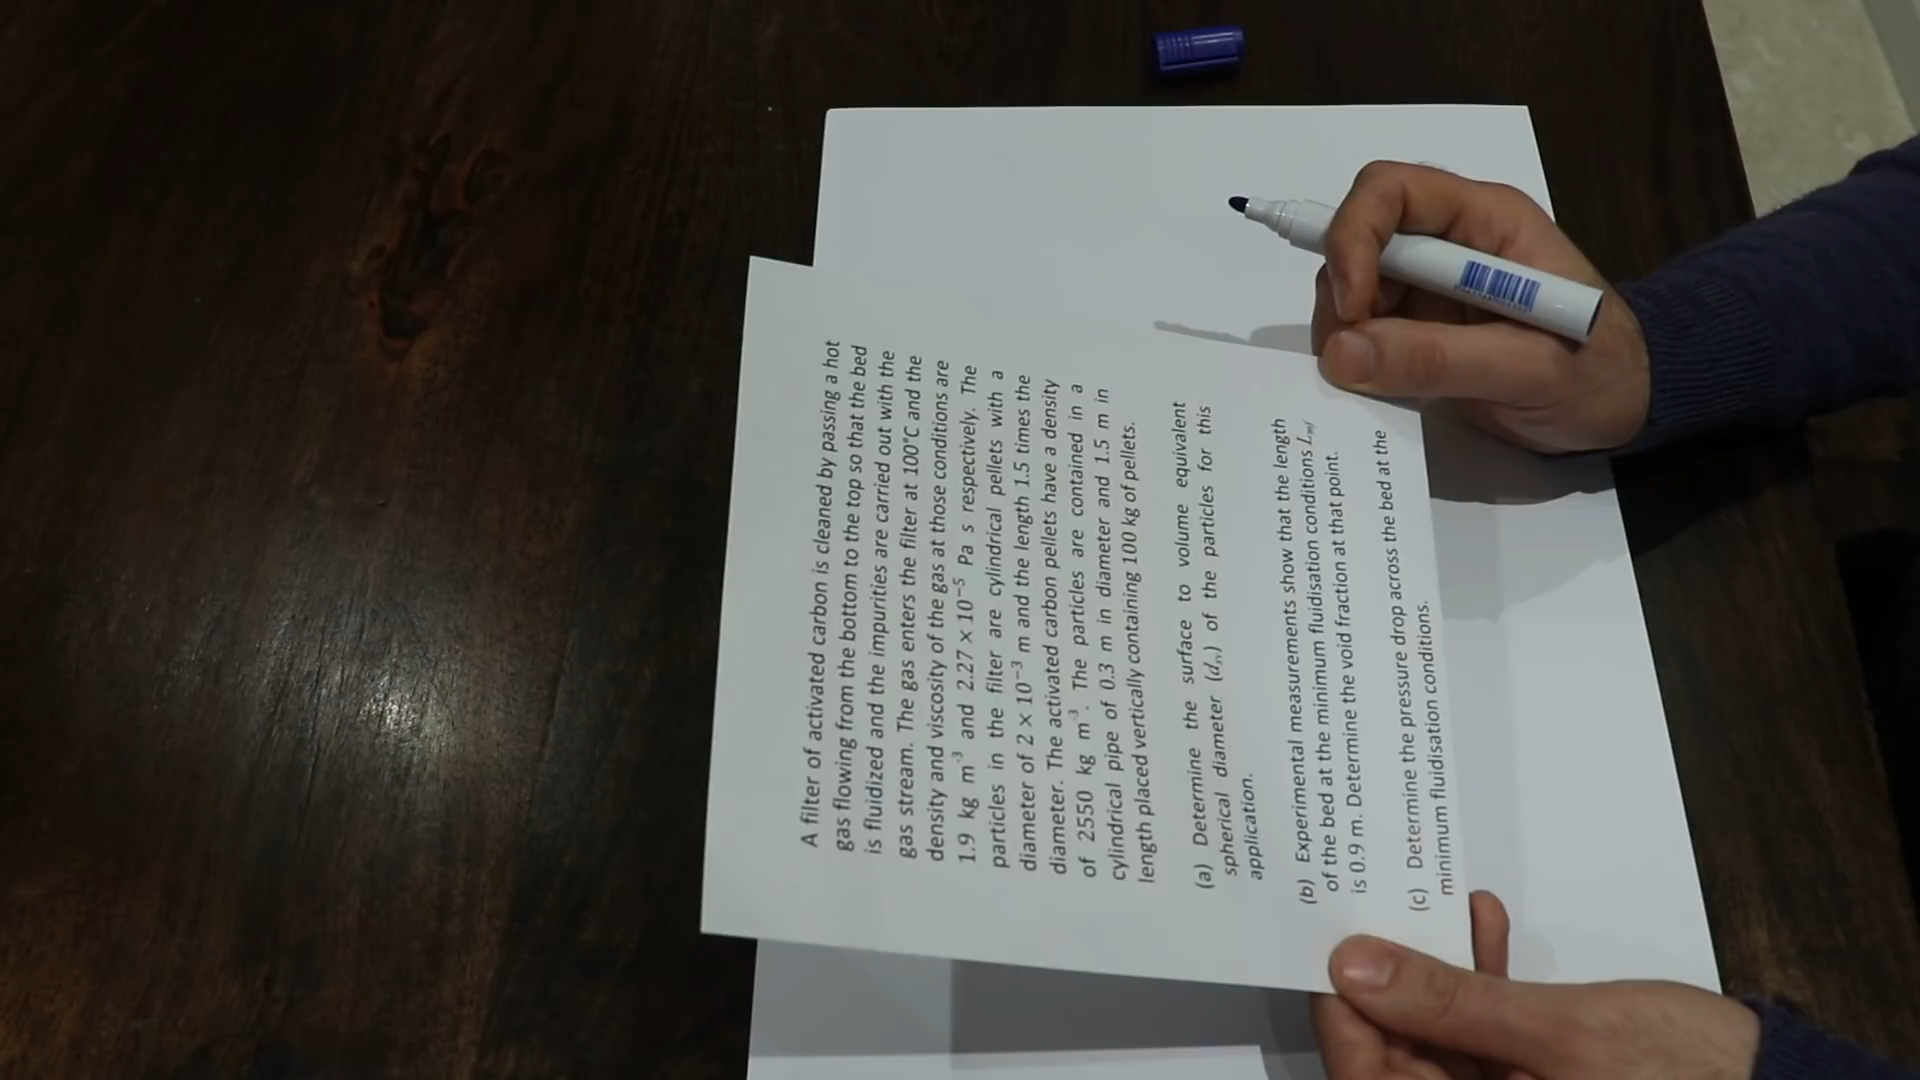 A filter of activated carbon is cleaned by passing a hot
gas flowing from the bottom to the top so that the bed
is fluidized and the impurities are carried out with the
gas stream. The gas enters the filter at 100°C and the
density and viscosity of the gas at those conditions are
1.9 kg m⁻³ and 2.27 × 10⁻⁵ Pa s respectively. The
particles in the filter are cylindrical pellets with a
diameter of 2 × 10⁻³ m and the length 1.5 times the
diameter. The activated carbon pellets have a density
of 2550 kg m⁻³. The particles are contained in a
cylindrical pipe of 0.3 m in diameter and 1.5 m in
length placed vertically containing 100 kg of pellets.
(a) Determine the surface to volume equivalent
spherical diameter (dₛᵥ) of the particles for this
application.
(b) Experimental measurements show that the length
of the bed at the minimum fluidisation conditions Lmf
is 0.9 m. Determine the void fraction at that point.
(c) Determine the pressure drop across the bed at the
minimum fluidisation conditions.